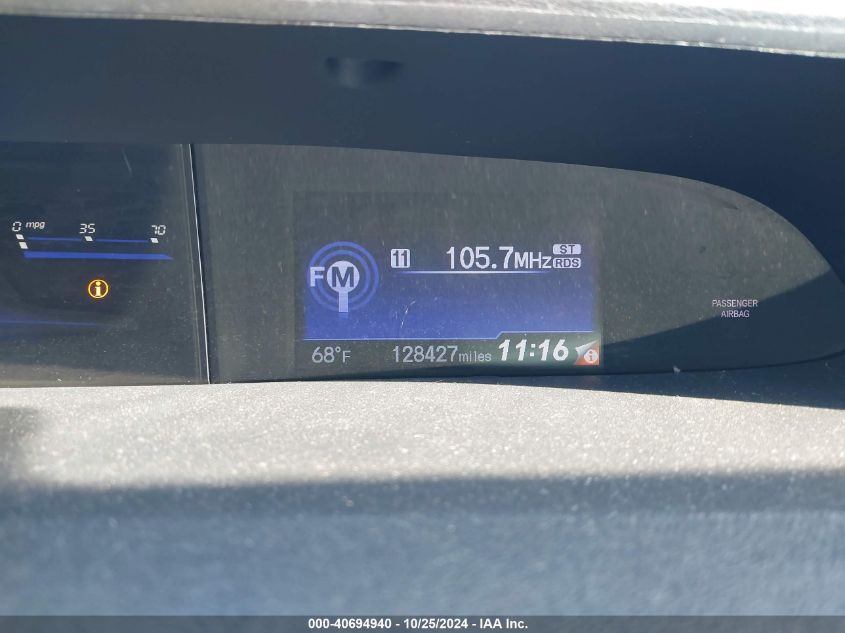 0 mpg 35 70
i
11 105.7MHz ST
FM RDS
PASSENGER
AIRBAG
68°F 128427miles 11:16 i
000-40694940 - 10/25/2024 - IAA Inc.